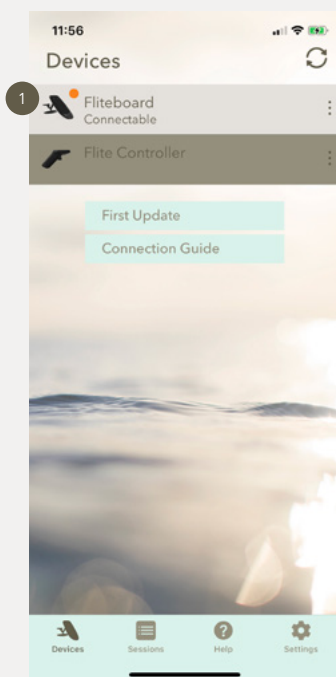 11:56
Devices
1
Fliteboard
Connectable
Flite Controller
First Update
Connection Guide
Devices
Sessions
Help
Settings